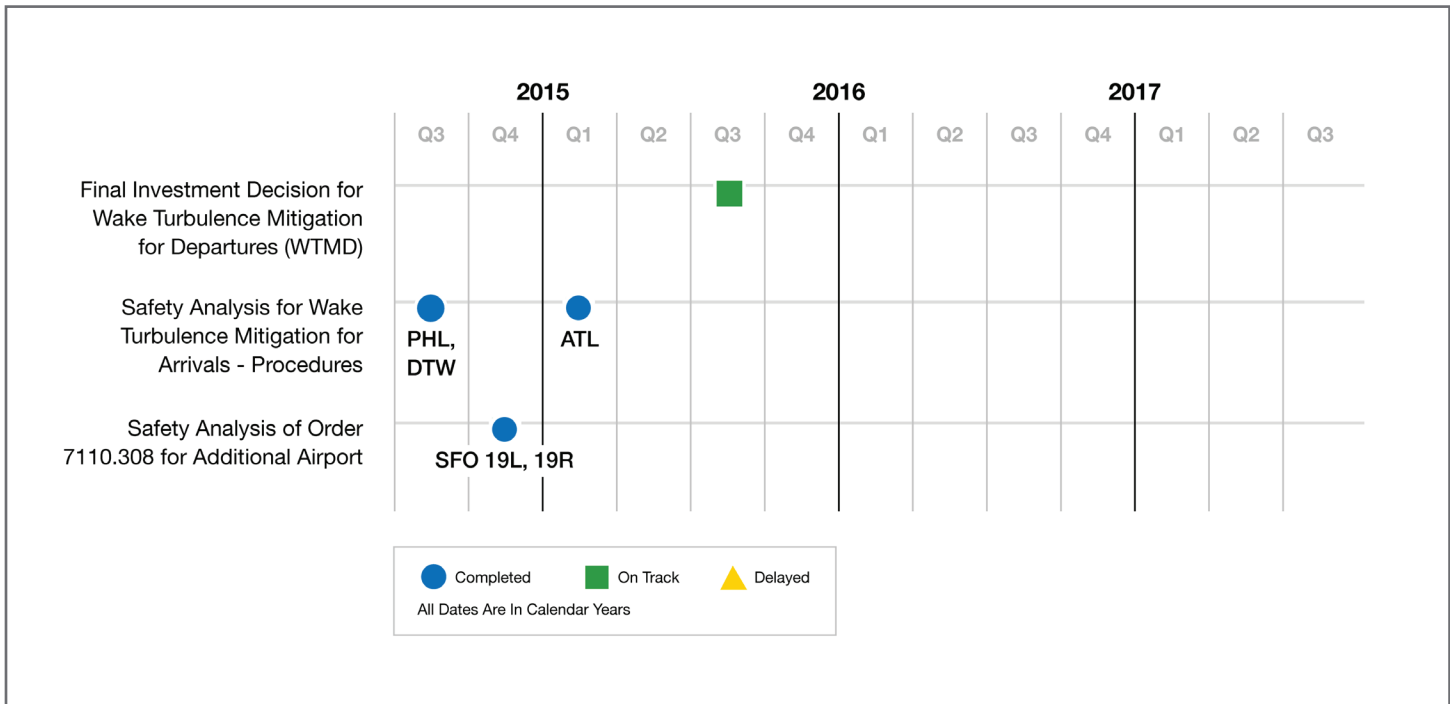 2015 2016 2017
Q3 Q4 Q1 Q2 Q3 Q4 Q1 Q2 Q3 Q4 Q1 Q2 Q3
Final Investment Decision for
Wake Turbulence Mitigation
for Departures (WTMD)
Safety Analysis for Wake
Turbulence Mitigation for
Arrivals - Procedures
PHL,
DTW
ATL
Safety Analysis of Order
7110.308 for Additional Airport
SFO 19L, 19R
Completed On Track Delayed
All Dates Are In Calendar Years